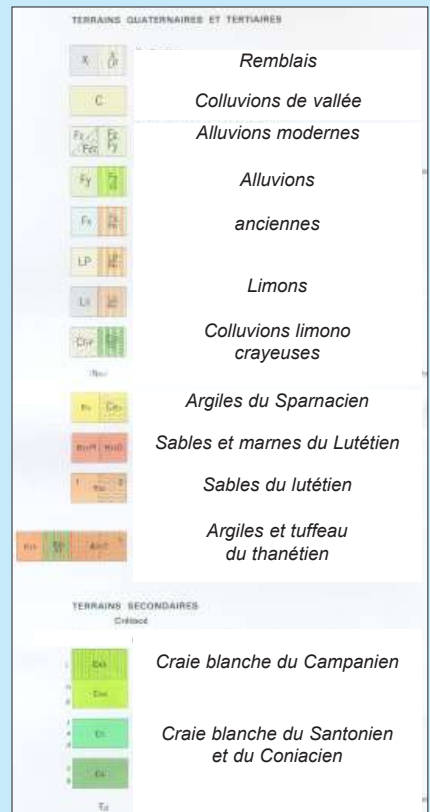 TERRAINS QUATERNAIRES ET TERTIAIRES
X
Remblais
C
Colluvions de vallée
Fz
Alluvions modernes
Fy
Alluvions
Fx
anciennes
LP
Limons
Colluvions limono
crayeuses
Argiles du Sparnacien
Sables et marnes du Lutétien
Sables du lutétien
Argiles et tuffeau
du thanétien
TERRAINS SECONDAIRES
Crétacé
Craie blanche du Campanien
Craie blanche du Santonien
et du Coniacien